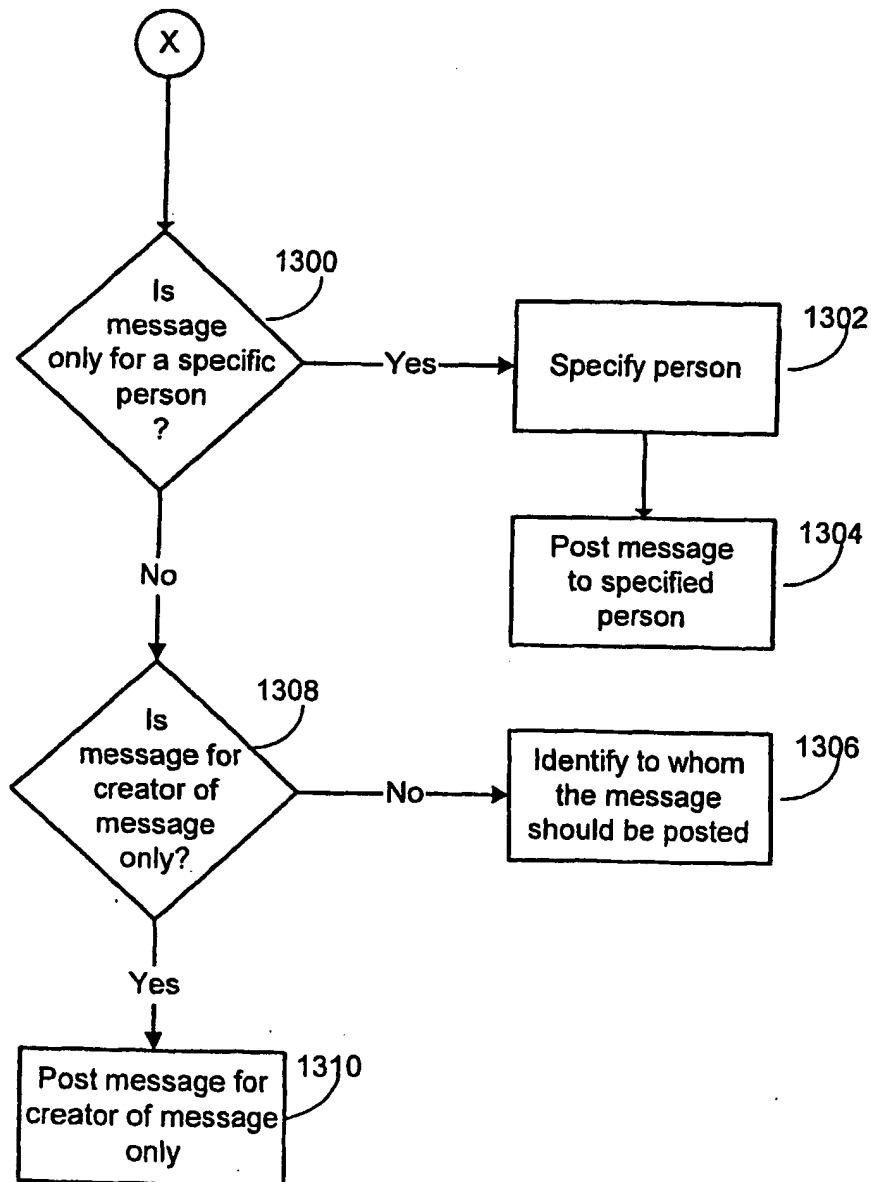 X
1300
Is
message
only for a specific
person
?
Yes
1302
Specify person
1304
Post message
to specified
person
No
1308
Is
message for
creator of
message
only?
No
1306
Identify to whom
the message
should be posted
Yes
1310
Post message for
creator of message
only